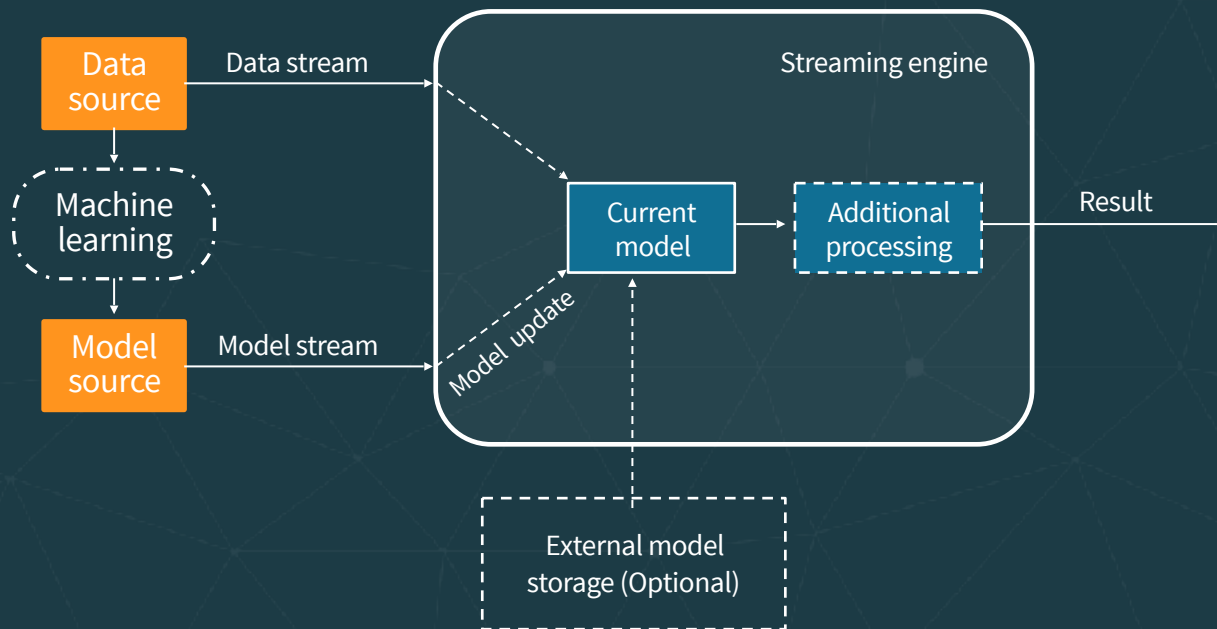 Data
source
Data stream
Streaming engine
Machine
learning
Current
model
Additional
processing
Result
Model update
Model
source
Model stream
External model
storage (Optional)